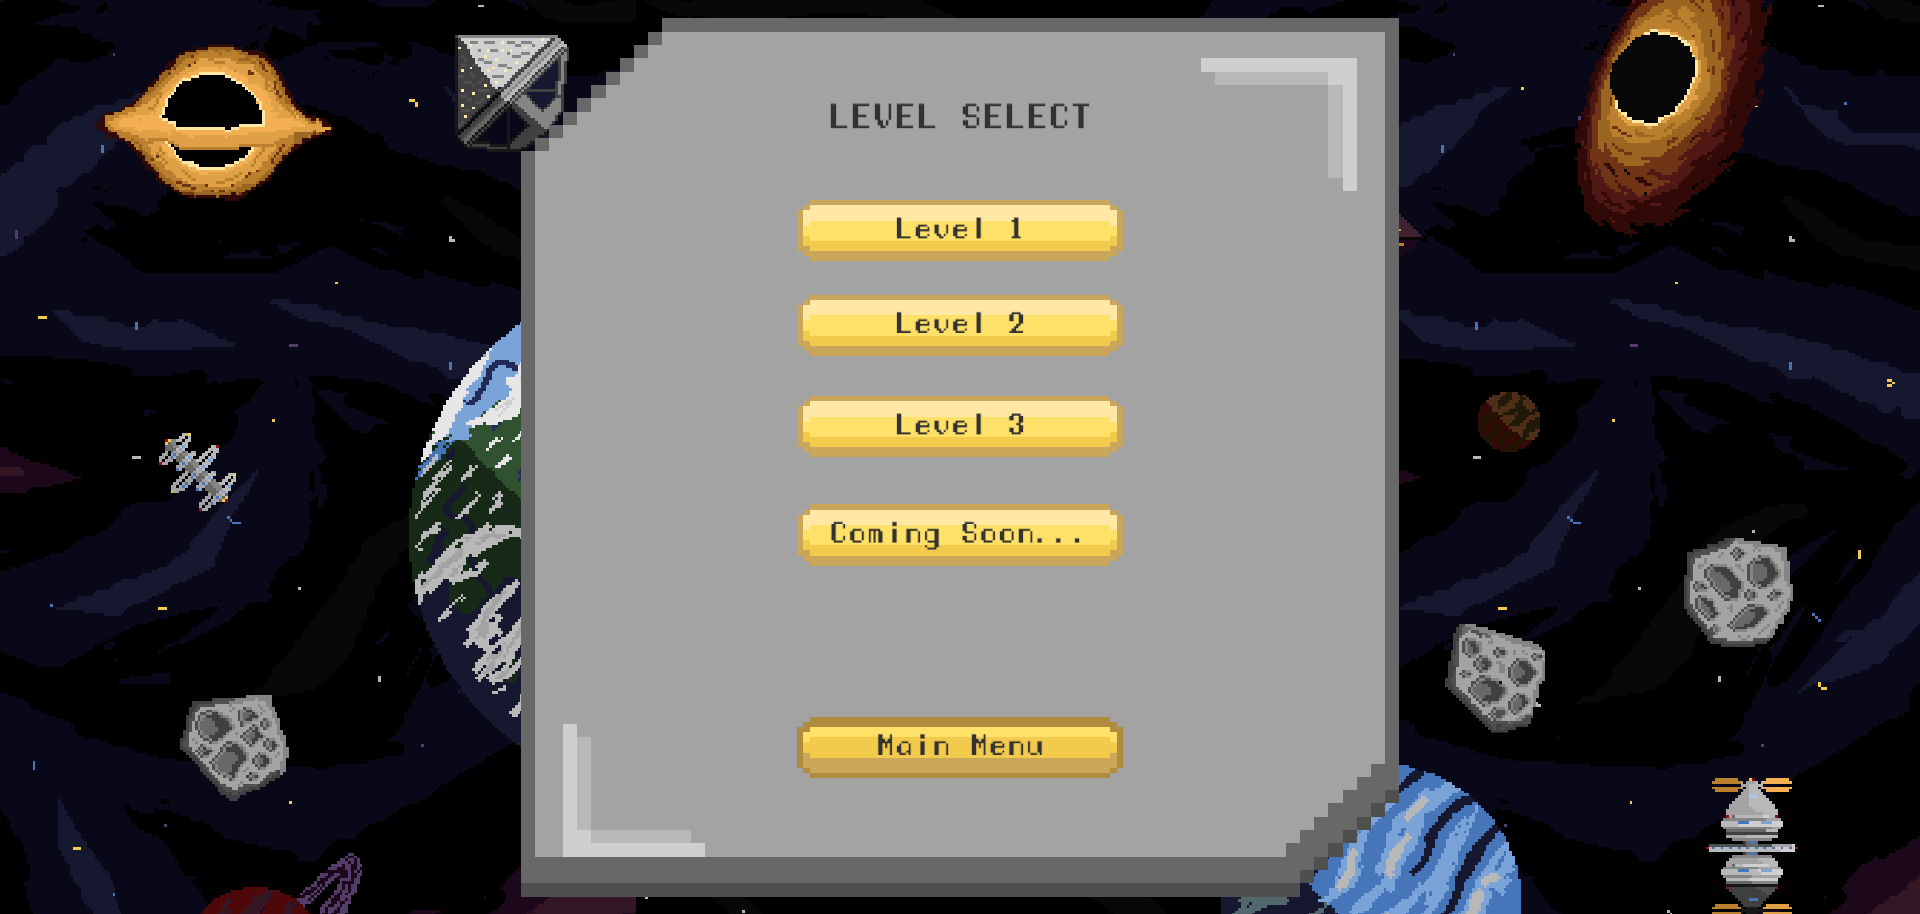 LEVEL SELECT
Level 1
Level 2
Level 3
Coming Soon...
Main Menu